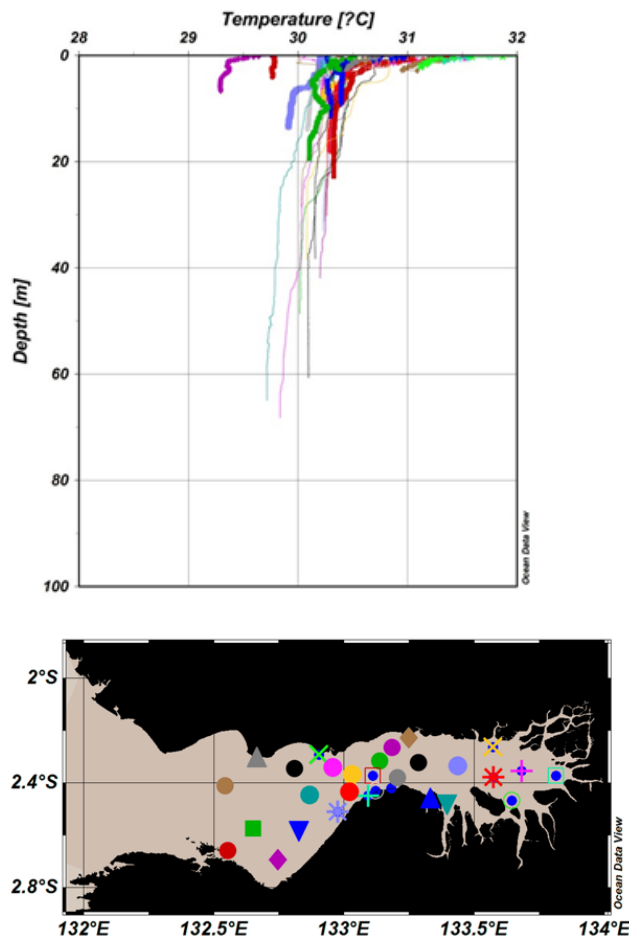 Temperature [?C]
28 29 30 31 32
0
20
40
60
80
100
Depth [m]
Ocean Data View
2°S
2.4°S
2.8°S
132°E 132.5°E 133°E 133.5°E 134°E
Ocean Data View